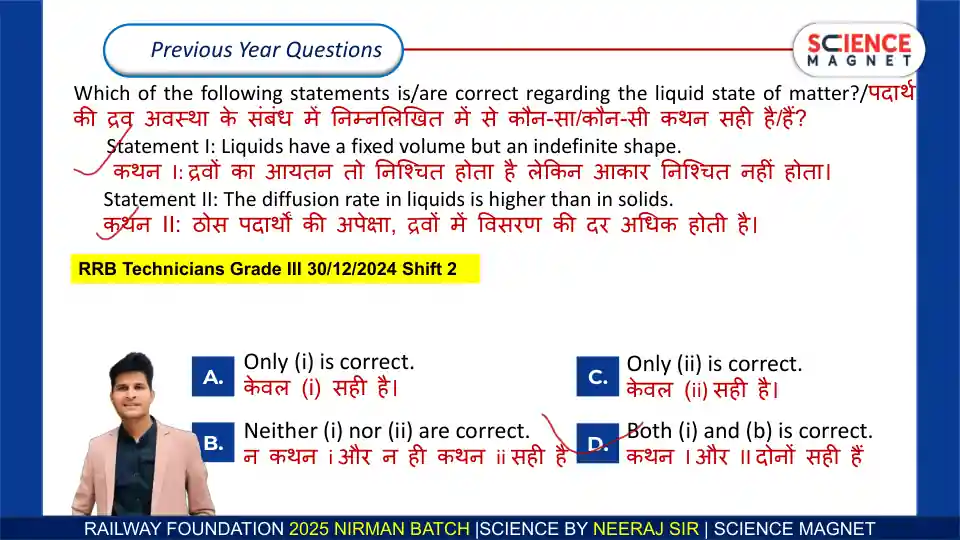 Previous Year Questions
SCIENCE
MAGNET
Which of the following statements is/are correct regarding the liquid state of matter?/पदार्थ
की द्रव अवस्था के संबंध में निम्नलिखित में से कौन-सा/कौन-सी कथन सही है/हैं?
Statement I: Liquids have a fixed volume but an indefinite shape.
कथन I: द्रवों का आयतन तो निश्चित होता है लेकिन आकार निश्चित नहीं होता।
Statement II: The diffusion rate in liquids is higher than in solids.
कथन II: ठोस पदार्थों की अपेक्षा, द्रवों में विसरण की दर अधिक होती है।
RRB Technicians Grade III 30/12/2024 Shift 2
A. Only (i) is correct.
केवल (i) सही है।
C. Only (ii) is correct.
केवल (ii) सही है।
B. Neither (i) nor (ii) are correct.
न कथन i और न ही कथन ii सही है
D. Both (i) and (b) is correct.
कथन I और II दोनों सही हैं
RAILWAY FOUNDATION 2025 NIRMAN BATCH |SCIENCE BY NEERAJ SIR | SCIENCE MAGNET